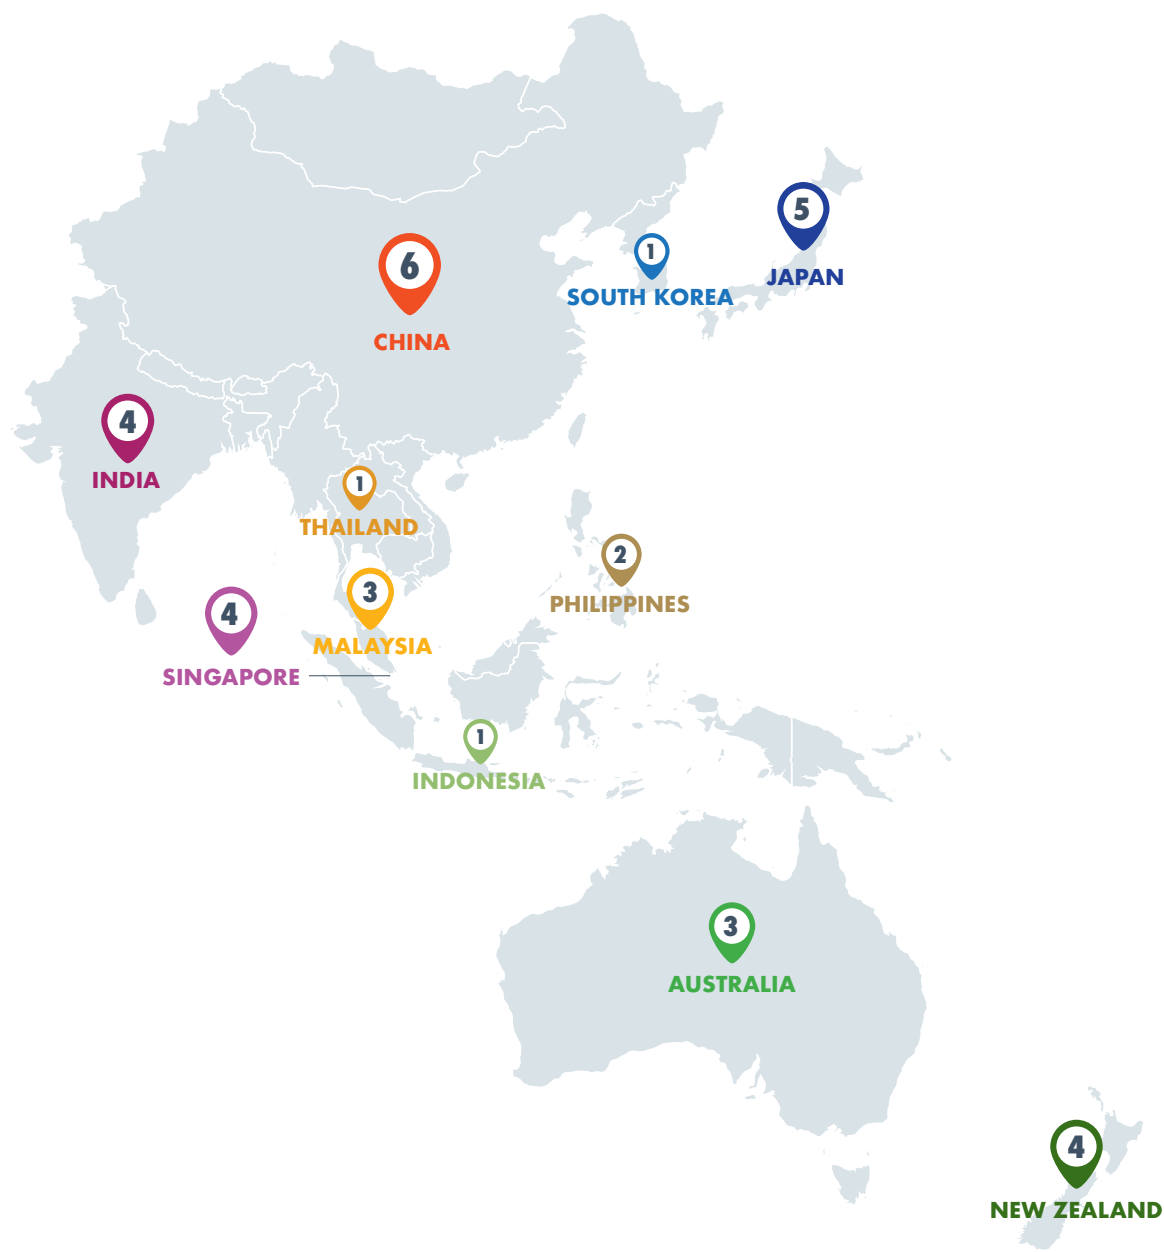 5
JAPAN
1
SOUTH KOREA
6
CHINA
4
INDIA
1
THAILAND
2
PHILIPPINES
3
MALAYSIA
4
SINGAPORE
1
INDONESIA
3
AUSTRALIA
4
NEW ZEALAND